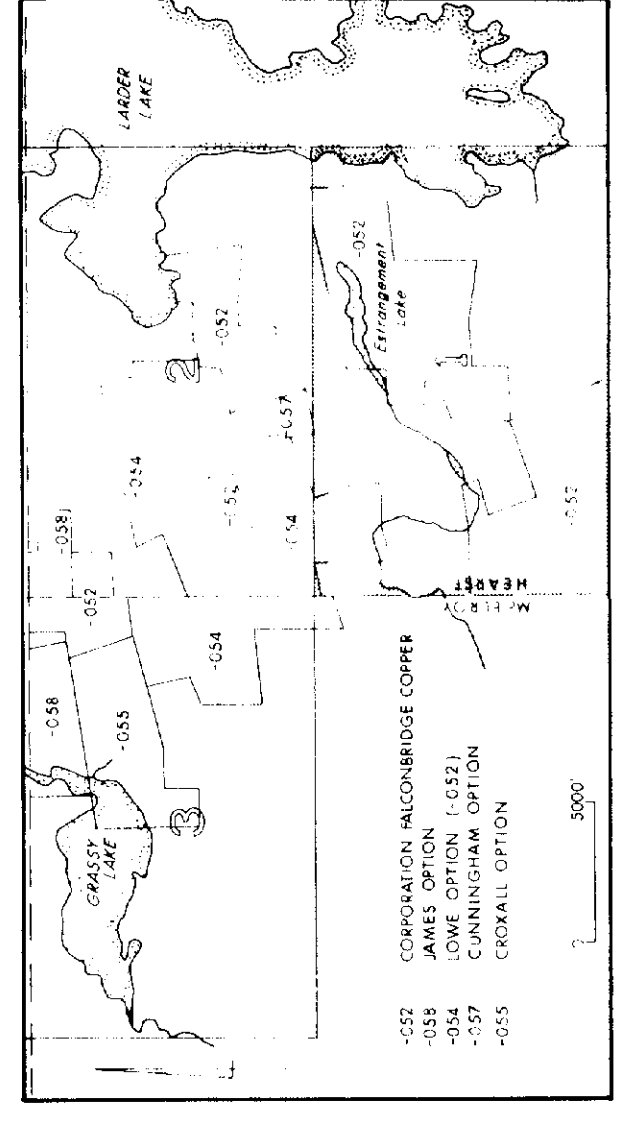 LARDER
LAKE
-058
-052
-058
-054
2
-052
-055
-054
-052
-057
-054
GRASSY
LAKE
3
-052
Estrangement
Lake
1
-052
McELROY
HEARST
-052 CORPORATION FALCONBRIDGE COPPER
-058 JAMES OPTION
-054 LOWE OPTION (-052)
-057 CUNNINGHAM OPTION
-055 CROXALL OPTION
5000'